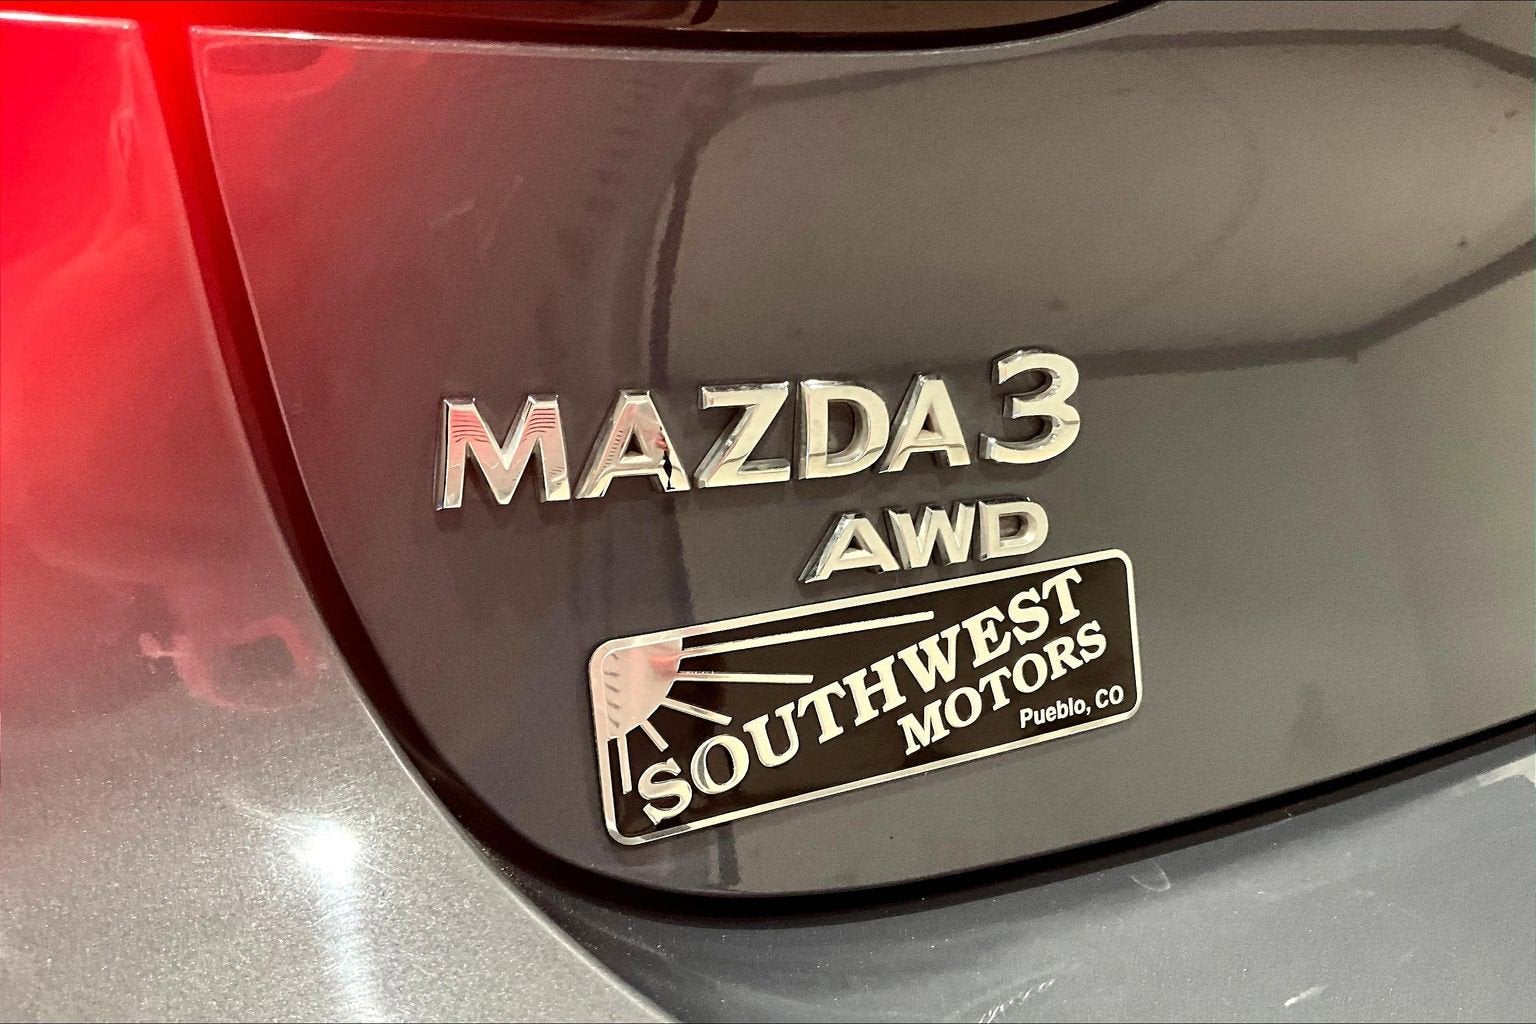 MAZDA3
AWD
SOUTHWEST
MOTORS
Pueblo, CO